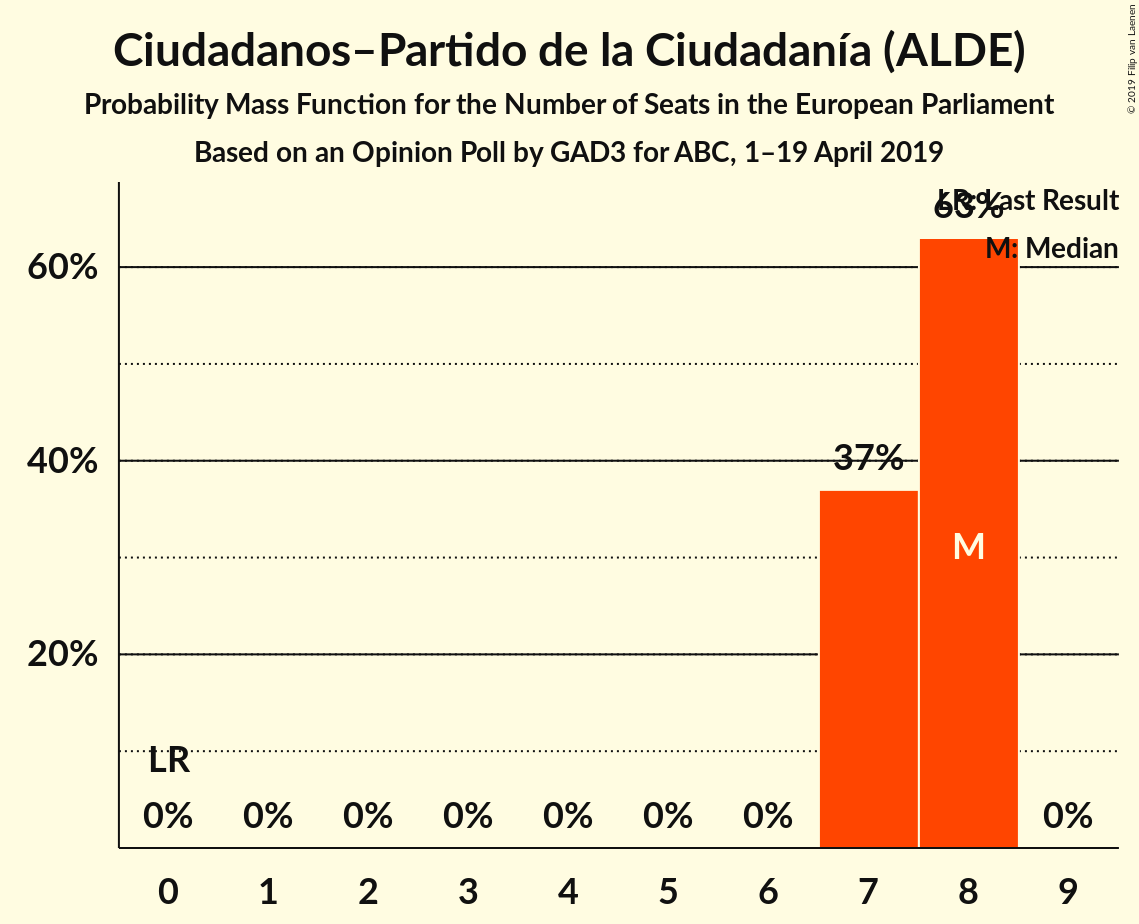 Ciudadanos–Partido de la Ciudadanía (ALDE)
Probability Mass Function for the Number of Seats in the European Parliament
Based on an Opinion Poll by GAD3 for ABC, 1–19 April 2019
© 2019 Filip van Laenen
LR: Last Result
M: Median
63%
60%
40%
37%
M
20%
LR
0% 0% 0% 0% 0% 0% 0% 0%
0 1 2 3 4 5 6 7 8 9